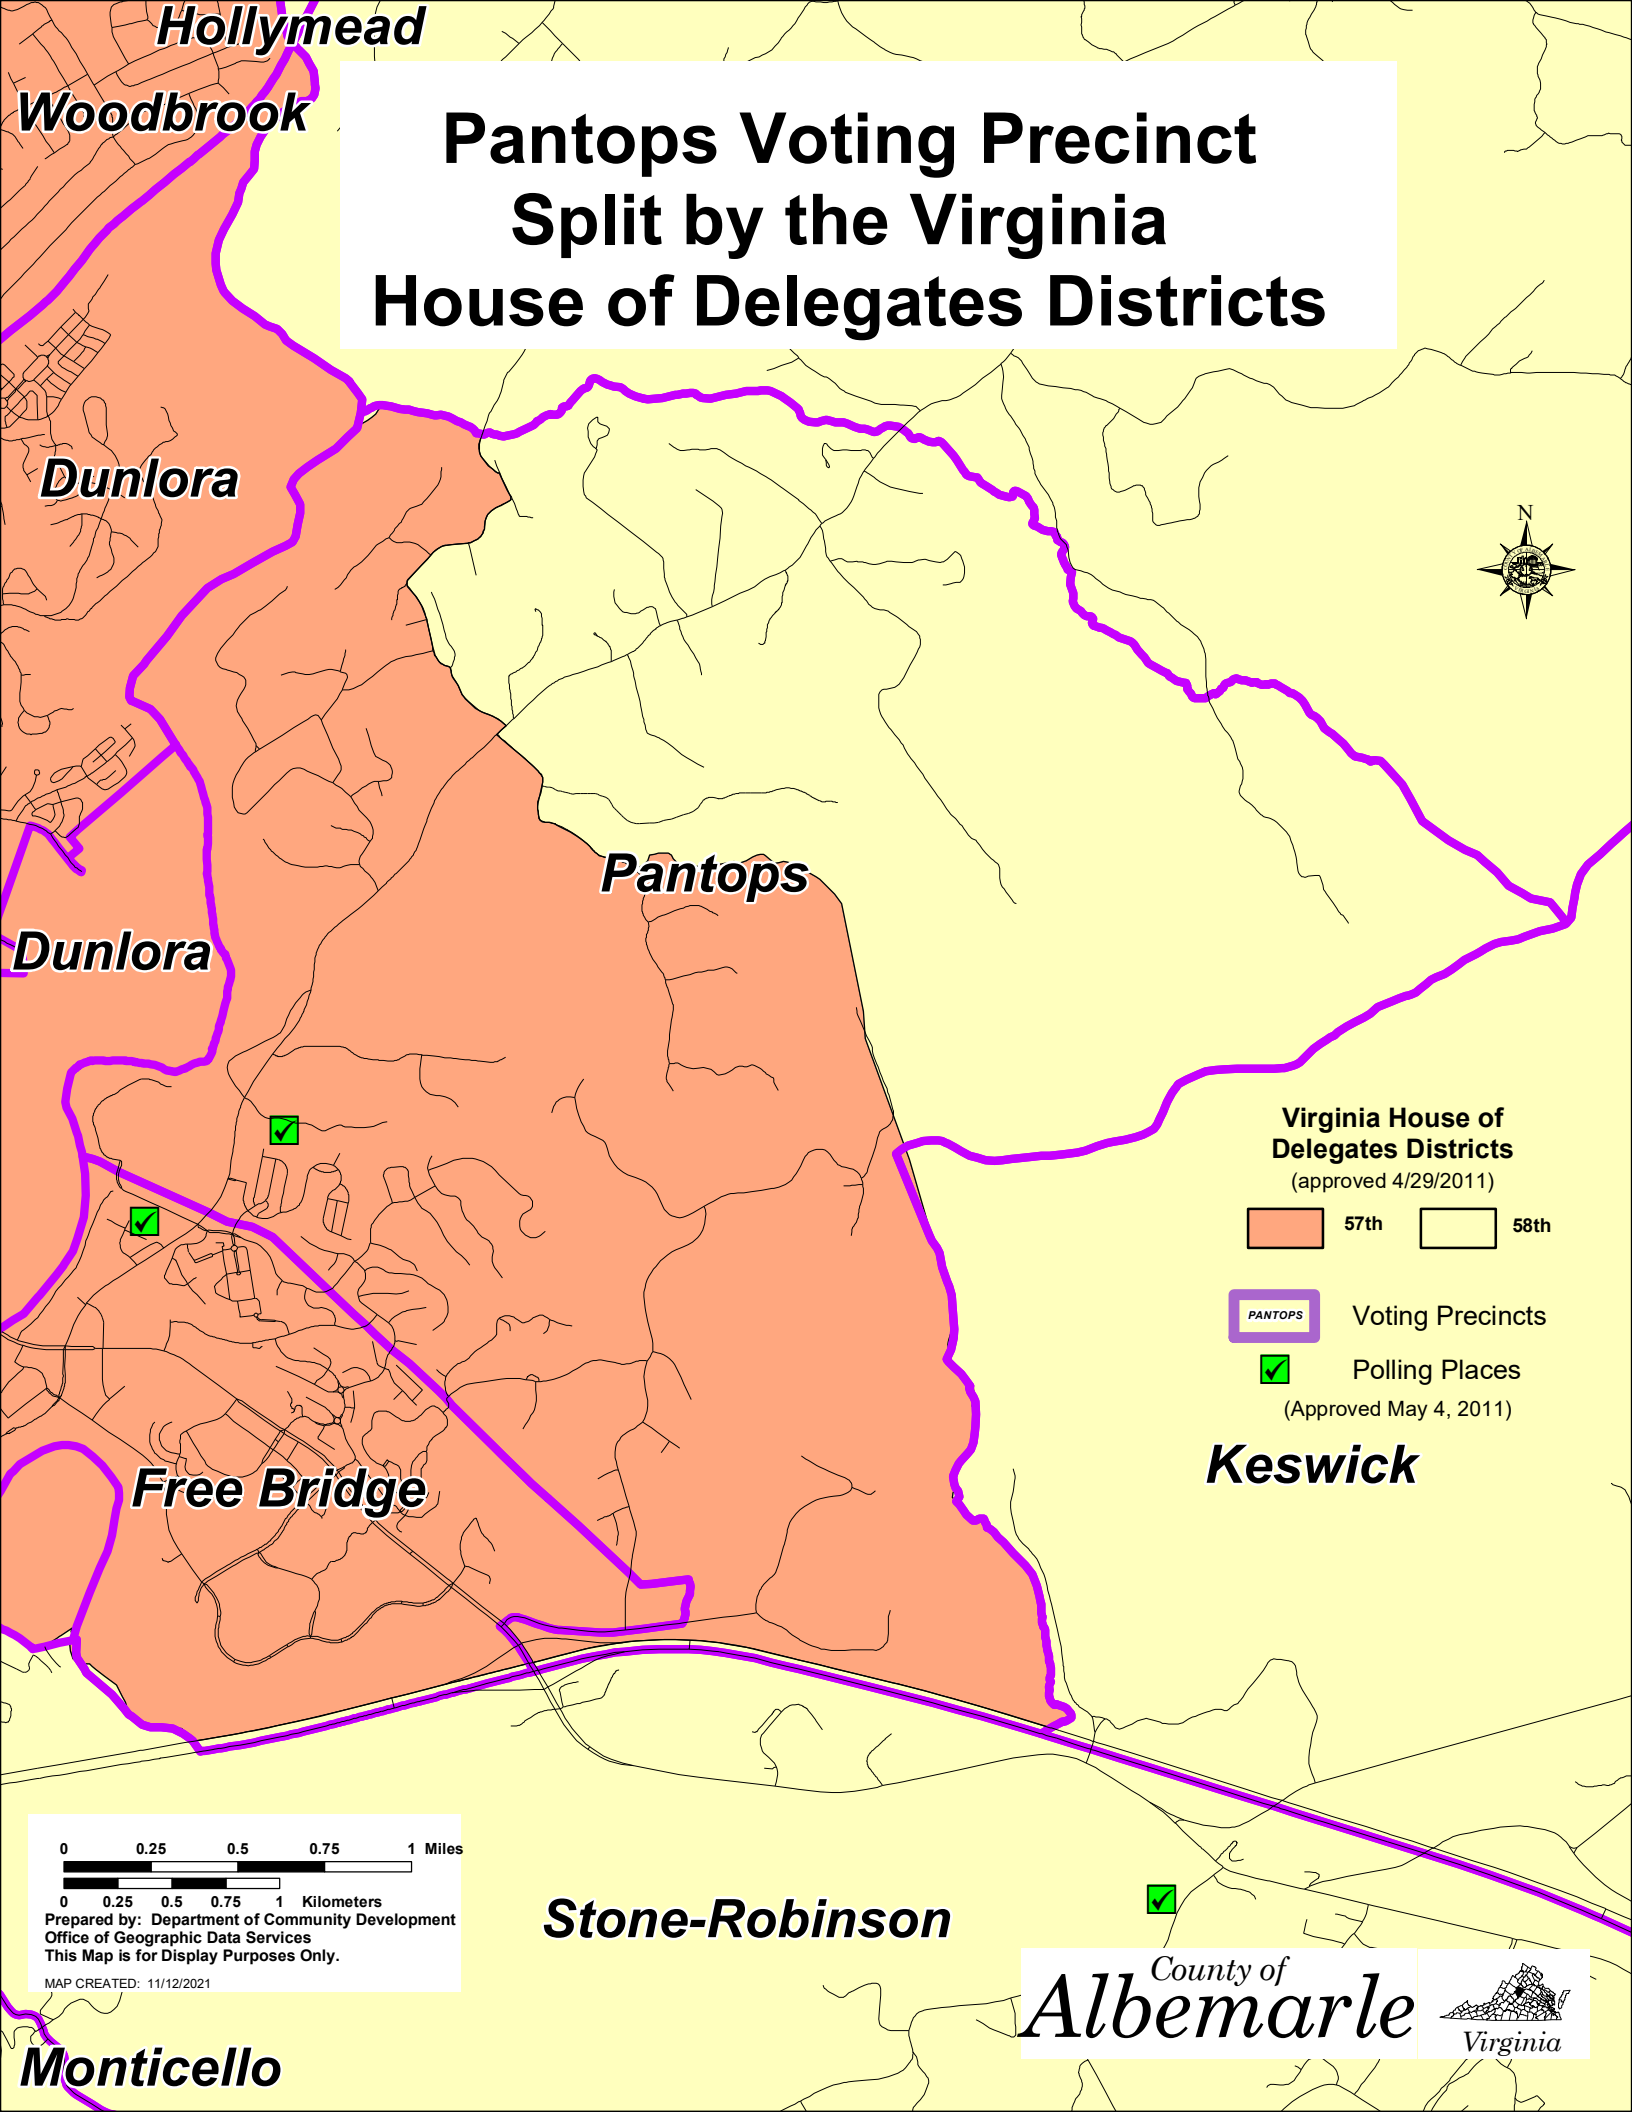 Hollymead
Woodbrook
Pantops Voting Precinct
Split by the Virginia
House of Delegates Districts
Dunlora
N
Pantops
Dunlora
Virginia House of
Delegates Districts
(approved 4/29/2011)
57th
58th
PANTOPS
Voting Precincts
Polling Places
(Approved May 4, 2011)
Keswick
Free Bridge
0 0.25 0.5 0.75 1 Miles
0 0.25 0.5 0.75 1 Kilometers
Prepared by: Department of Community Development
Office of Geographic Data Services
This Map is for Display Purposes Only.
MAP CREATED: 11/12/2021
Stone-Robinson
County of
Albemarle
Virginia
Monticello